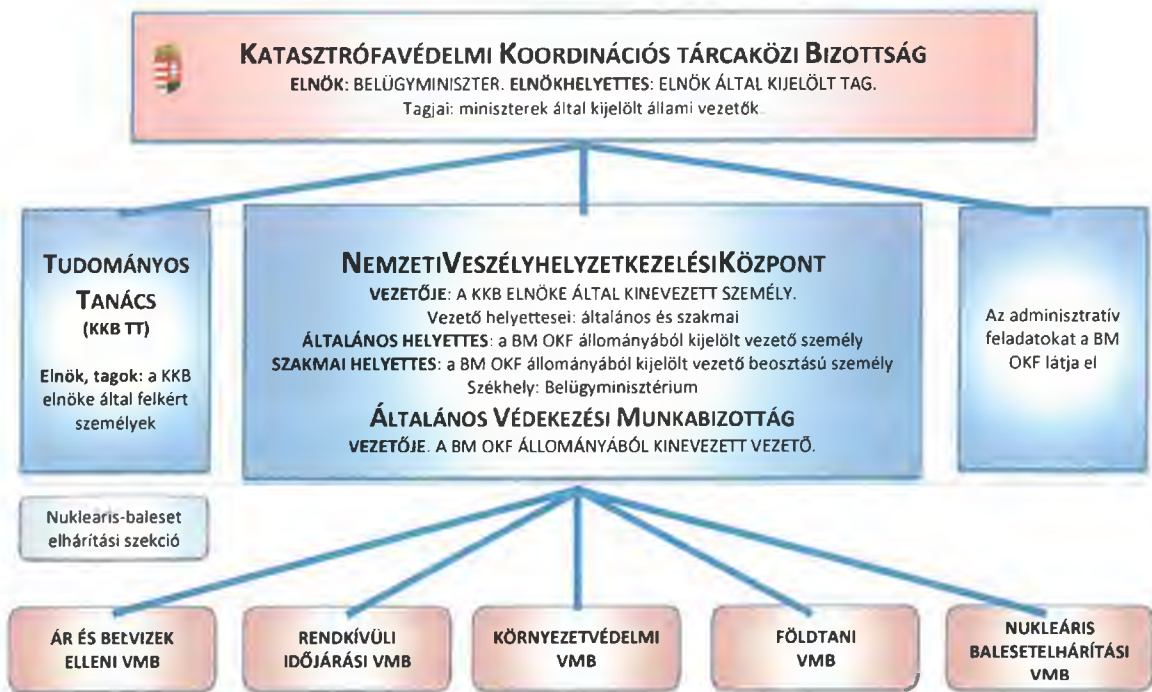 KATASZTRÓFAVÉDELMI KOORDINÁCIÓS TÁRCAKÖZI BIZOTTSÁG
ELNÖK: BELÜGYMINISZTER. ELNÖKHELYETTES: ELNÖK ÁLTAL KIJELÖLT TAG.
Tagjai: miniszterek által kijelölt állami vezetők
TUDOMÁNYOS
TANÁCS
(KKB TT)
Elnök, tagok: a KKB
elnöke által felkért
személyek
NEMZETIVESZÉLYHELYZETKEZELÉSIKÖZPONT
VEZETŐJE: A KKB ELNÖKE ÁLTAL KINEVEZETT SZEMÉLY.
Vezető helyettesei: általános és szakmai
ÁLTALÁNOS HELYETTES: a BM OKF állományából kijelölt vezető személy
SZAKMAI HELYETTES: a BM OKF állományából kijelölt vezető beosztású személy
Székhely: Belügyminisztérium
ÁLTALÁNOS VÉDEKEZÉSI MUNKABIZOTTÁG
VEZETŐJE. A BM OKF ÁLLOMÁNYÁBÓL KINEVEZETT VEZETŐ.
Az adminisztratív
feladatokat a BM
OKF látja el
Nukleáris-baleset
elhárítási szekció
ÁR ÉS BELVIZEK
ELLENI VMB
RENDKÍVÜLI
IDŐJÁRÁSI VMB
KÖRNYEZETVÉDELMI
VMB
FÖLDTANI
VMB
NUKLEÁRIS
BALESETELHÁRÍTÁSI
VMB